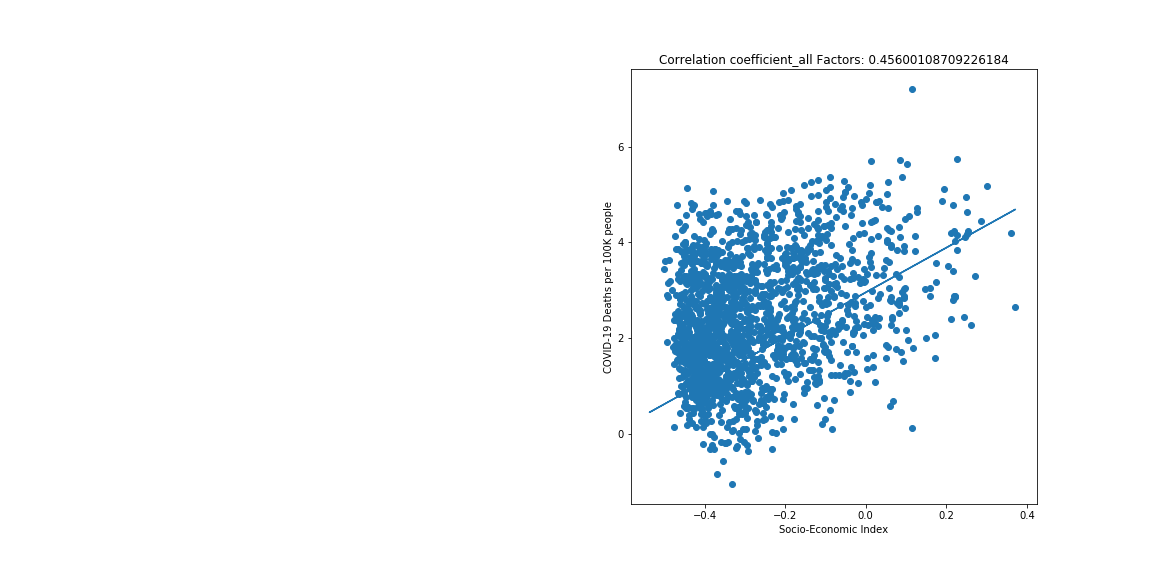 Correlation coefficient_all Factors: 0.45600108709226184
6
4
2
0
COVID-19 Deaths per 100K people
−0.4 −0.2 0.0 0.2 0.4
Socio-Economic Index